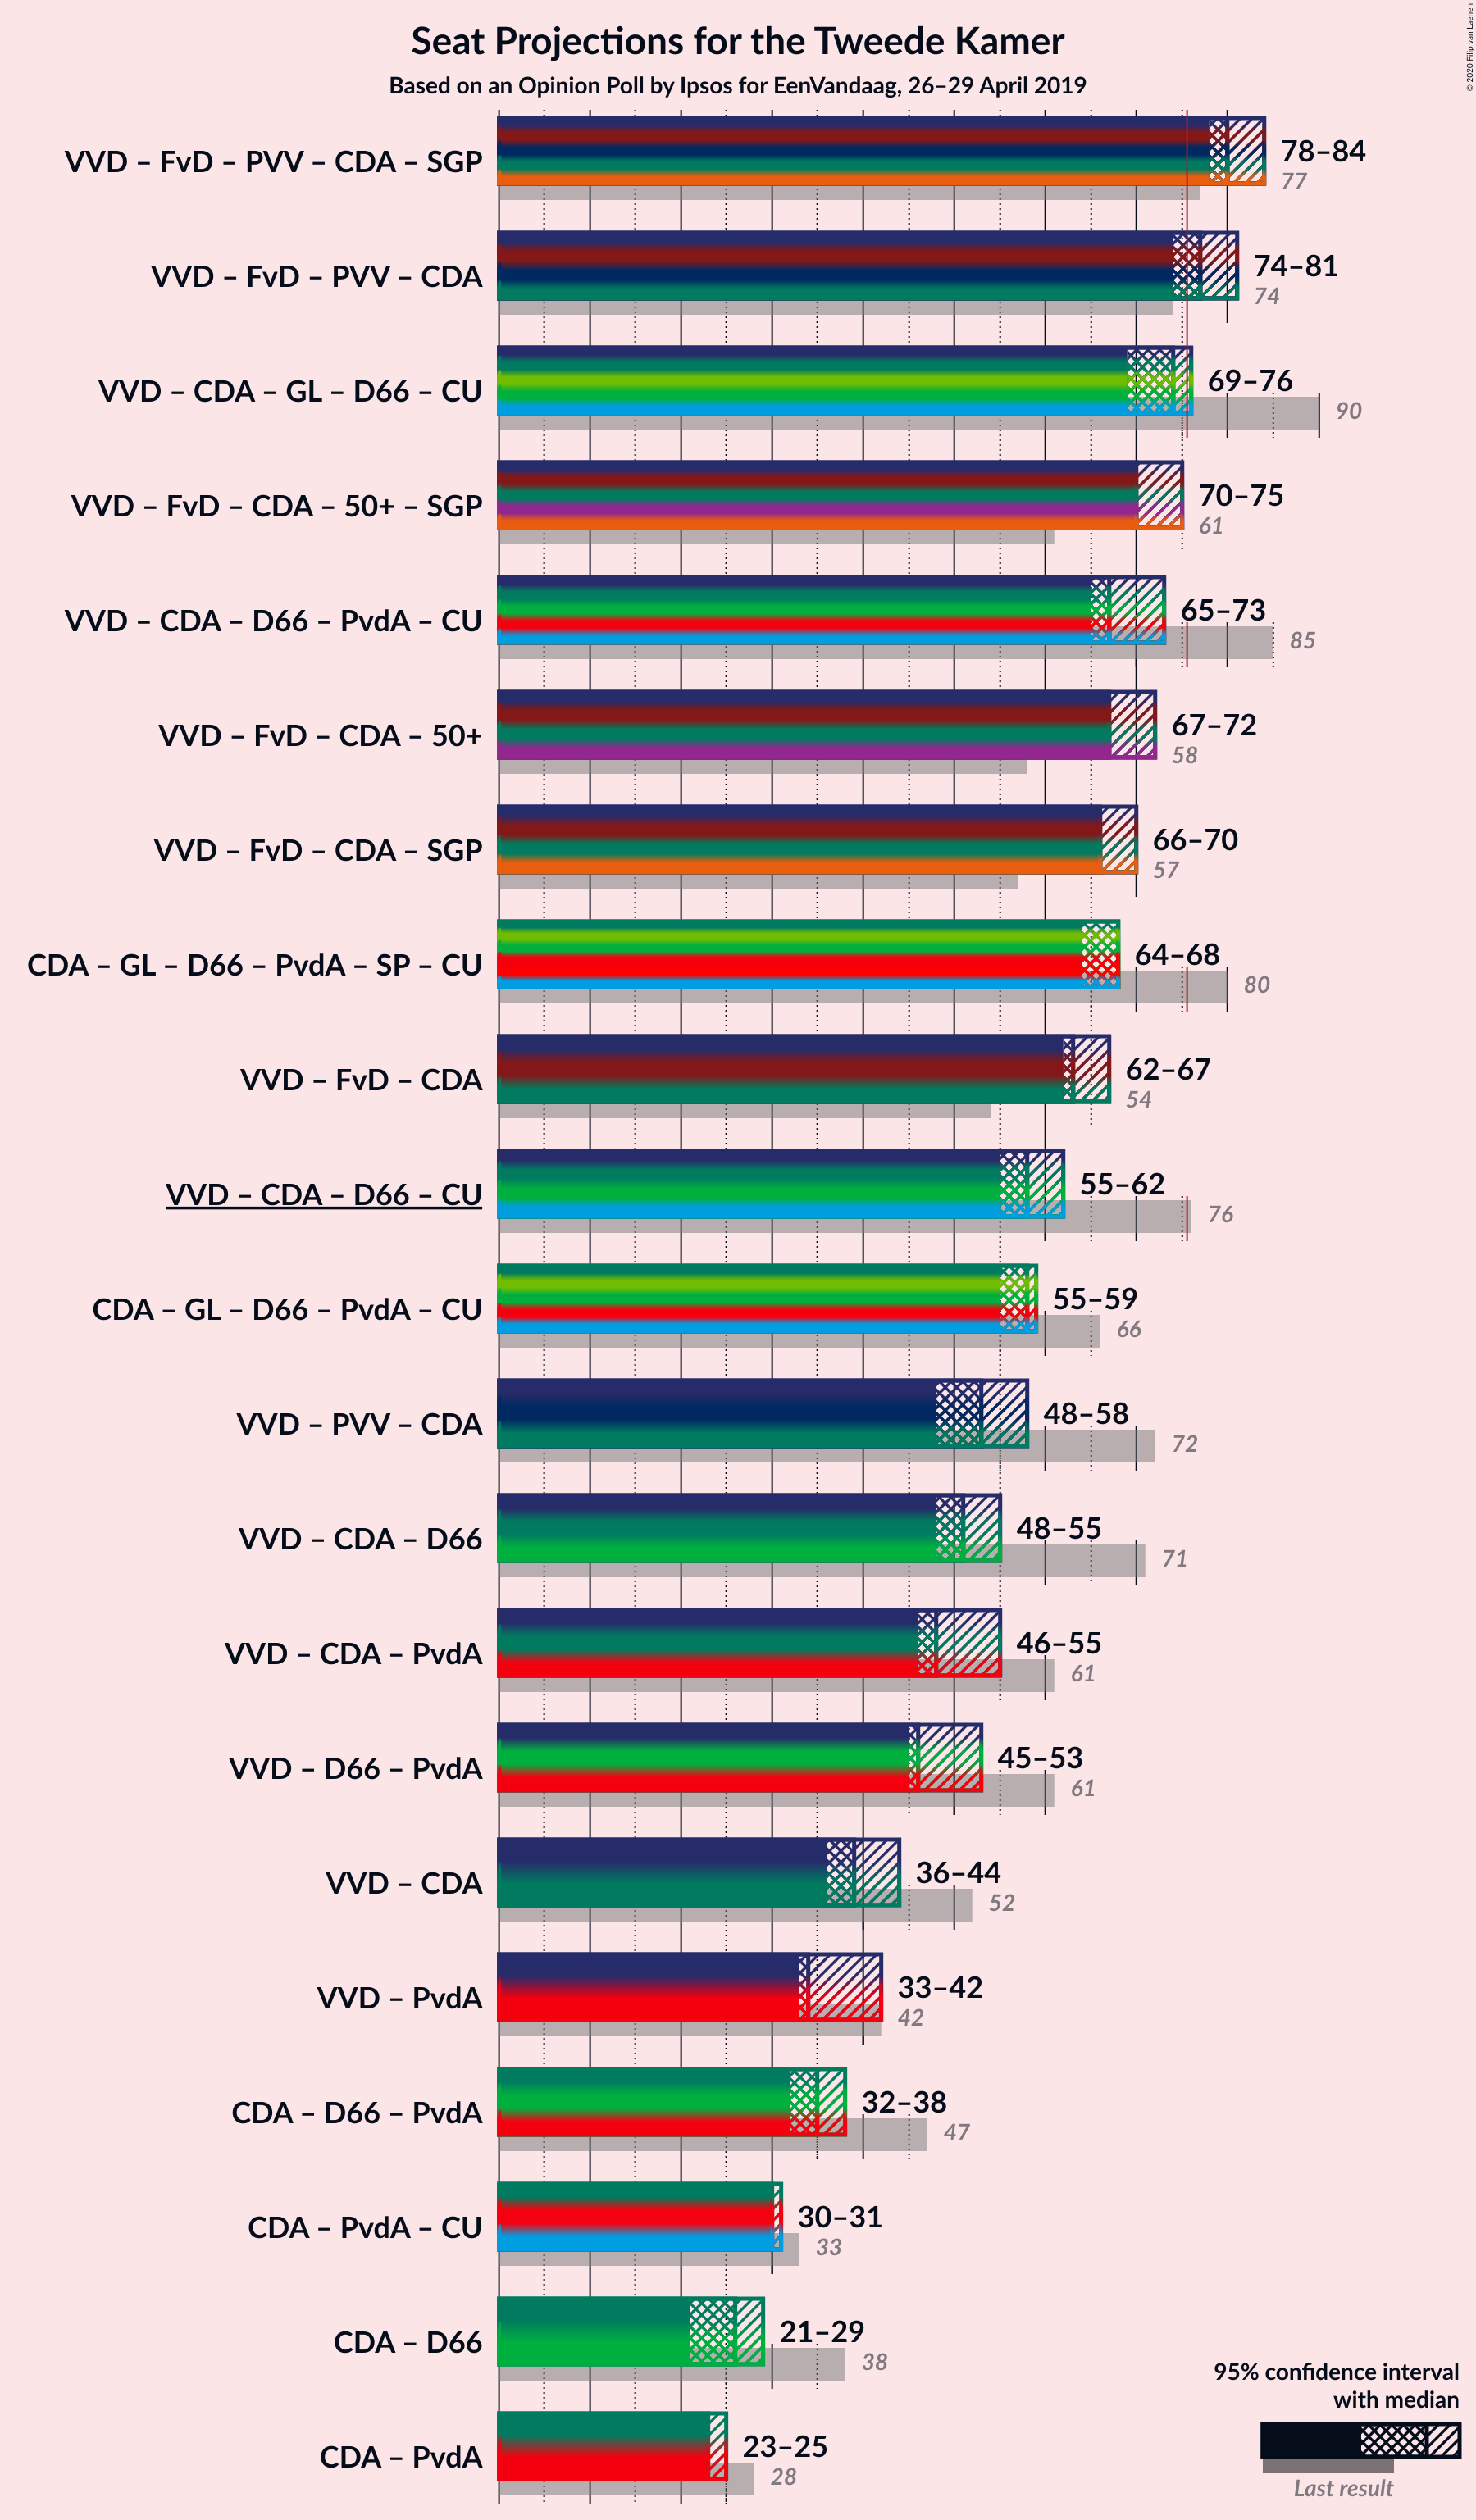 Seat Projections for the Tweede Kamer
Based on an Opinion Poll by Ipsos for EenVandaag, 26–29 April 2019
© 2020 Filip van Laenen
VVD – FvD – PVV – CDA – SGP
78–84
77
VVD – FvD – PVV – CDA
74–81
74
VVD – CDA – GL – D66 – CU
69–76
90
VVD – FvD – CDA – 50+ – SGP
70–75
61
VVD – CDA – D66 – PvdA – CU
65–73
85
VVD – FvD – CDA – 50+
67–72
58
VVD – FvD – CDA – SGP
66–70
57
CDA – GL – D66 – PvdA – SP – CU
64–68
80
VVD – FvD – CDA
62–67
54
VVD – CDA – D66 – CU
55–62
76
CDA – GL – D66 – PvdA – CU
55–59
66
VVD – PVV – CDA
48–58
72
VVD – CDA – D66
48–55
71
VVD – CDA – PvdA
46–55
61
VVD – D66 – PvdA
45–53
61
VVD – CDA
36–44
52
VVD – PvdA
33–42
42
CDA – D66 – PvdA
32–38
47
CDA – PvdA – CU
30–31
33
CDA – D66
21–29
38
CDA – PvdA
23–25
28
95% confidence interval
with median
Last result